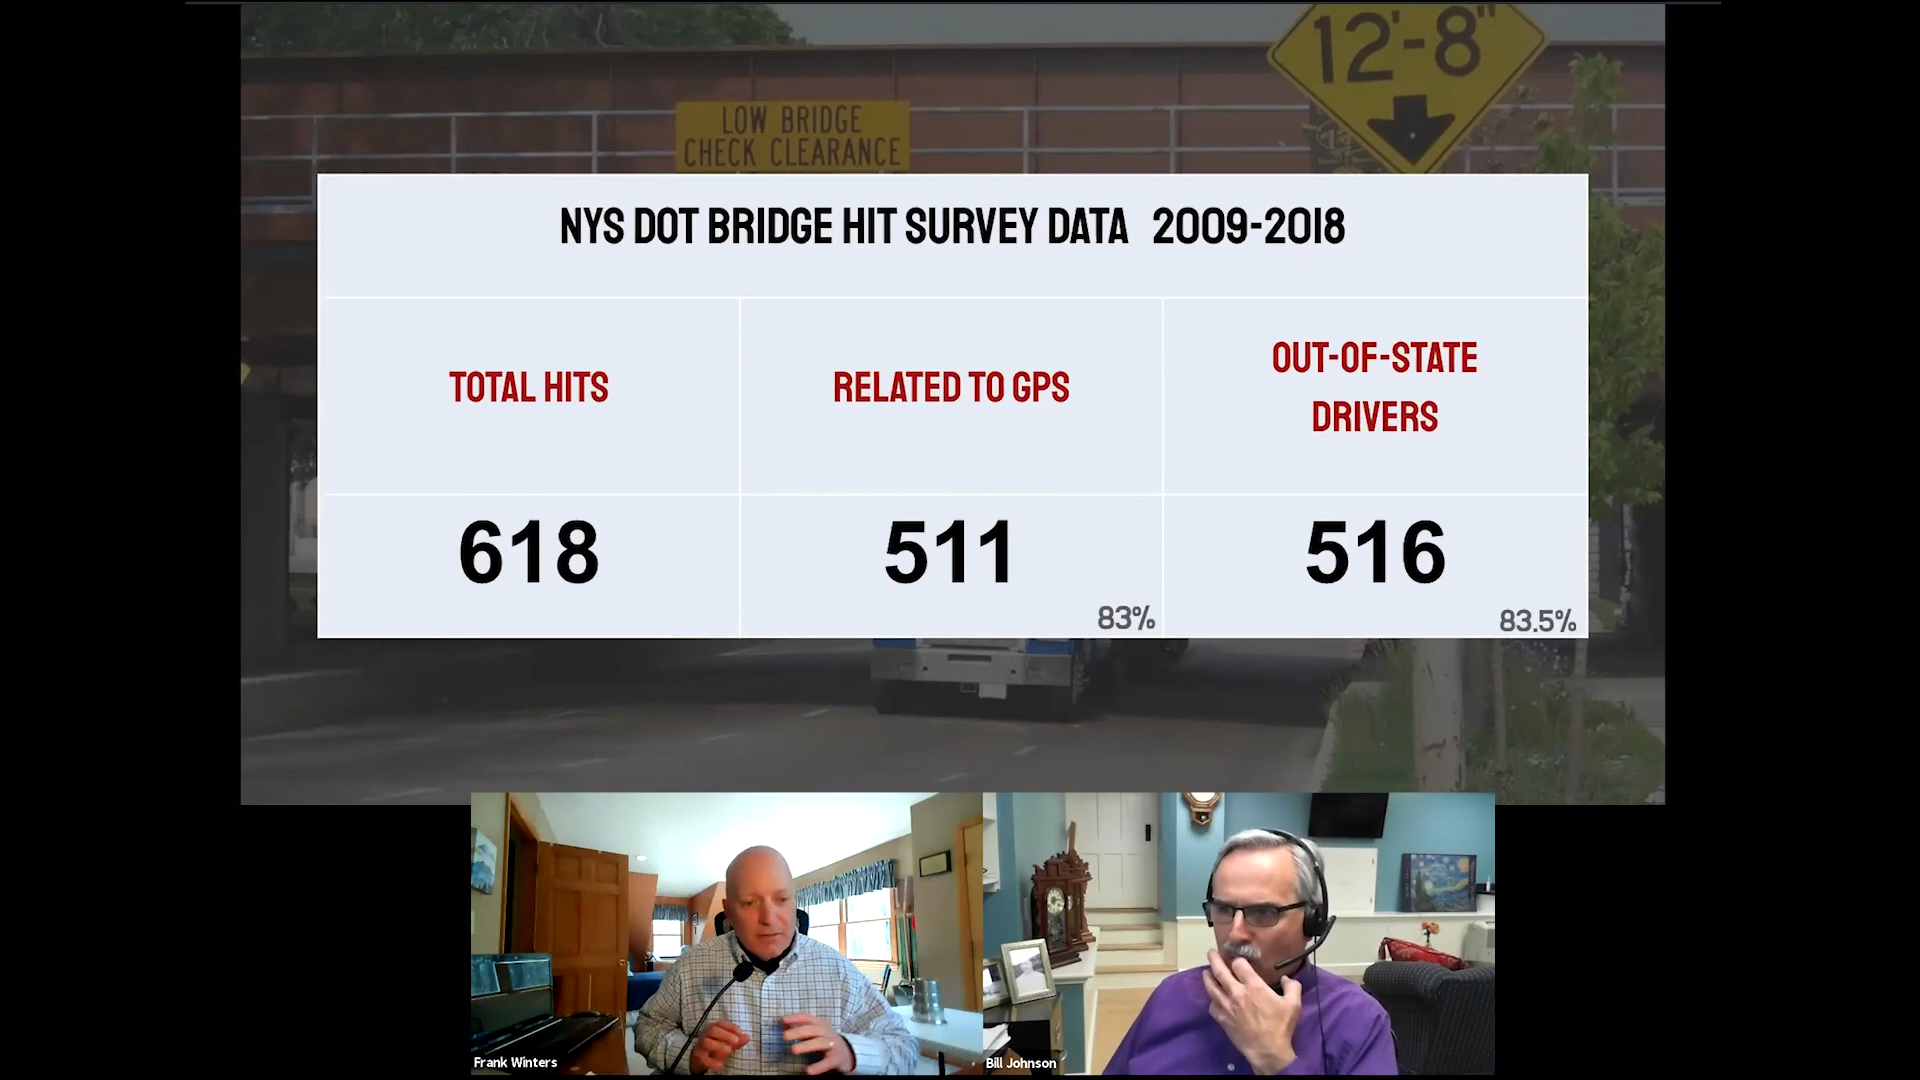 12'-8"
LOW BRIDGE
CHECK CLEARANCE
NYS DOT BRIDGE HIT SURVEY DATA 2009-2018
TOTAL HITS
RELATED TO GPS
OUT-OF-STATE
DRIVERS
618
511
516
83%
83.5%
Frank Winters
Bill Johnson